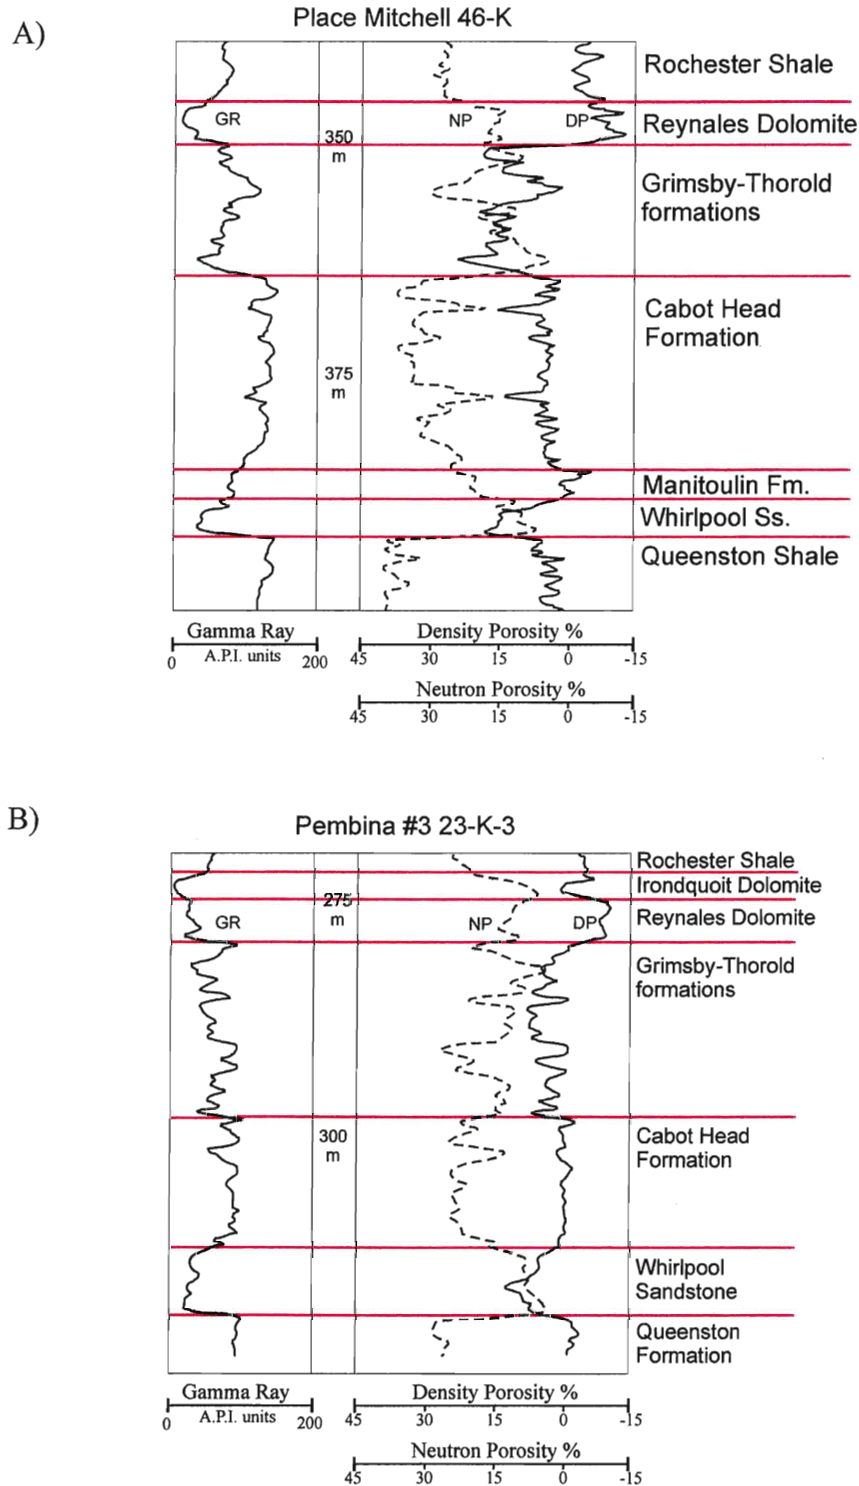 A)
Place Mitchell 46-K
Rochester Shale
GR
NP
DP
Reynales Dolomite
350
m
Grimsby-Thorold
formations
Cabot Head
Formation
375
m
Manitoulin Fm.
Whirlpool Ss.
Queenston Shale
Gamma Ray
A.P.I. units
0 200
Density Porosity %
45 30 15 0 -15
Neutron Porosity %
45 30 15 0 -15
B)
Pembina #3 23-K-3
Rochester Shale
Irondquoit Dolomite
275
m
GR
NP
DP
Reynales Dolomite
Grimsby-Thorold
formations
300
m
Cabot Head
Formation
Whirlpool
Sandstone
Queenston
Formation
Gamma Ray
A.P.I. units
0 200
Density Porosity %
45 30 15 0 -15
Neutron Porosity %
45 30 15 0 -15